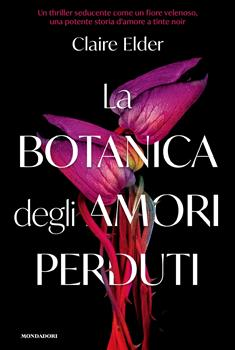 Un thriller seducente come un fiore velenoso,
una potente storia d'amore a tinte noir
Claire Elder
La
BOTANICA
degli AMORI
PERDUTI
MONDADORI